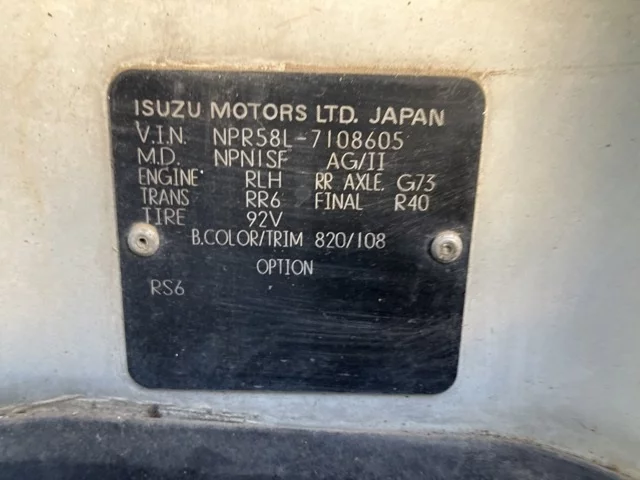 ISUZU MOTORS LTD. JAPAN
V.I.N. NPR58L-7108605
M.D. NPN1SF AG/II
ENGINE RLH RR AXLE. G73
TRANS RR6 FINAL R40
TIRE 92V
B.COLOR/TRIM 820/108
OPTION
RS6